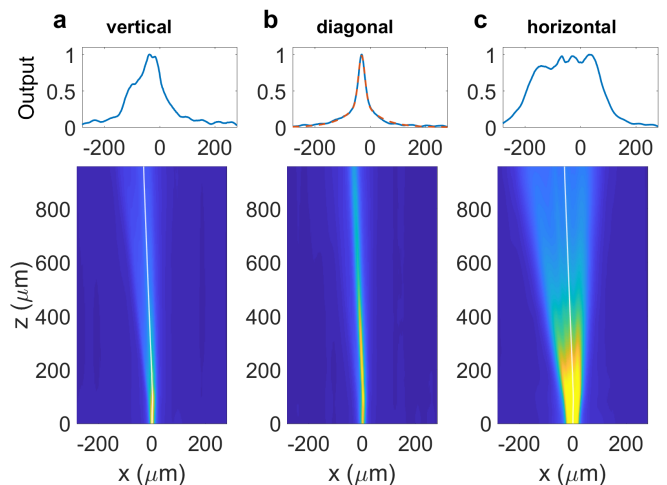 a vertical b diagonal c horizontal
Output 1 0.5 0 1 0.5 0 1 0.5 0
-200 0 200 -200 0 200 -200 0 200
z (μm) 800 600 400 200 0 800 600 400 200 0 800 600 400 200 0
-200 0 200 -200 0 200 -200 0 200
x (μm) x (μm) x (μm)